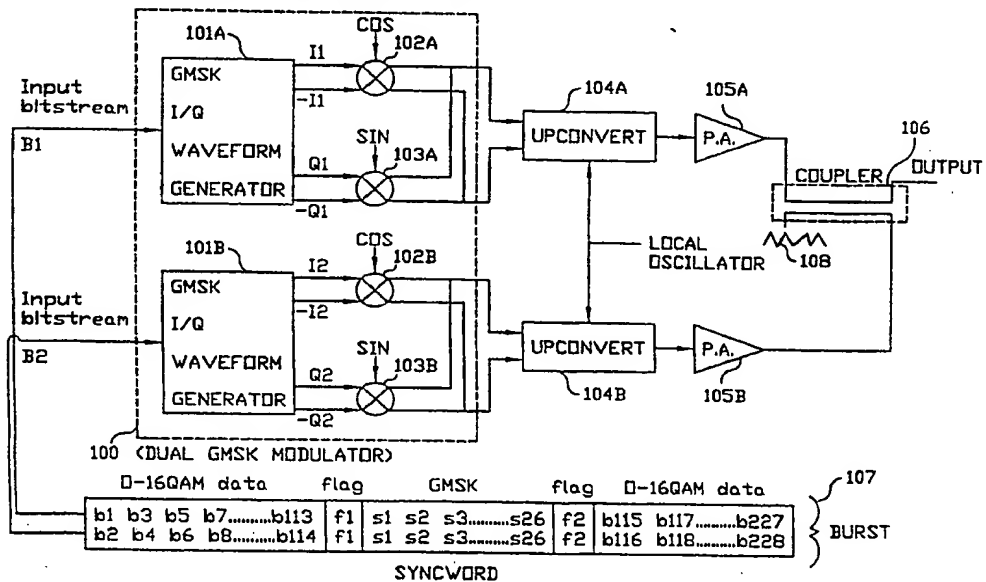 COS
101A
102A
I1
-I1
Input
bitstream
B1
GMSK
I/Q
WAVEFORM
GENERATOR
SIN
Q1
-Q1
103A
104A
UPCONVERT
105A
P.A.
106
COUPLER
OUTPUT
108
LOCAL
OSCILLATOR
COS
101B
102B
I2
-I2
Input
bitstream
B2
GMSK
I/Q
WAVEFORM
GENERATOR
SIN
Q2
-Q2
103B
UPCONVERT
104B
P.A.
105B
100 (DUAL GMSK MODULATOR)
O-16QAM data flag GMSK flag O-16QAM data
107
b1 b3 b5 b7..........b113 f1 s1 s2 s3.........s26 f2 b115 b117.........b227
b2 b4 b6 b8..........b114 f1 s1 s2 s3.........s26 f2 b116 b118.........b228
BURST
SYNCWORD